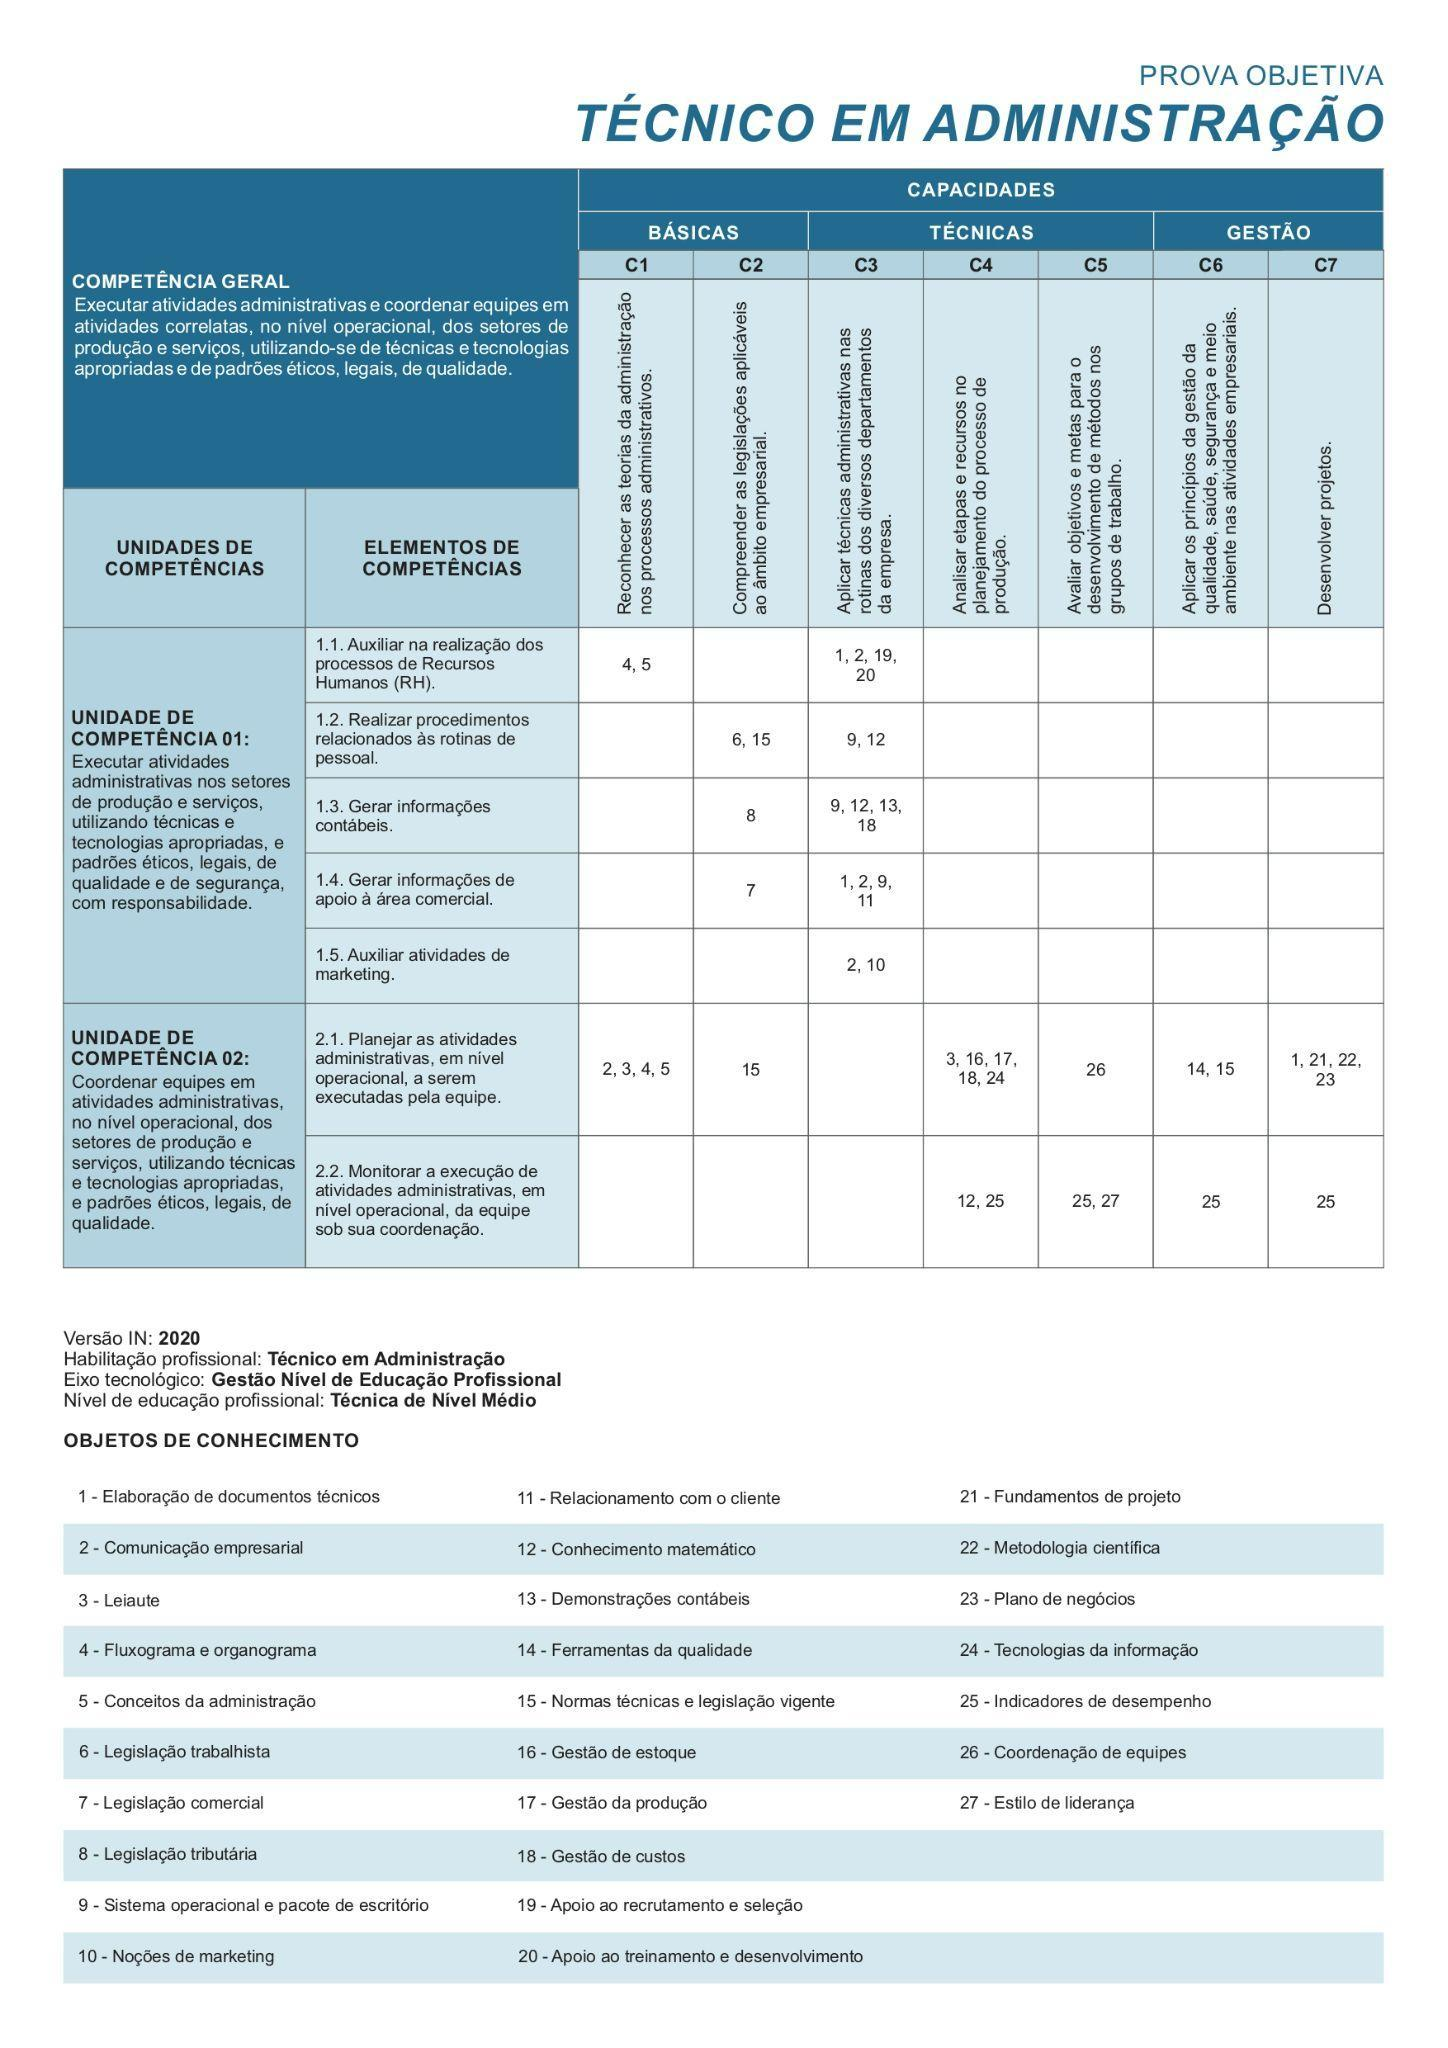 PROVA OBJETIVA
TÉCNICO EM ADMINISTRAÇÃO
COMPETÊNCIA GERAL
Executar atividades administrativas e coordenar equipes em
atividades correlatas, no nível operacional, dos setores de
produção e serviços, utilizando-se de técnicas e tecnologias
apropriadas e de padrões éticos, legais, de qualidade.
CAPACIDADES
BÁSICAS
TÉCNICAS
GESTÃO
C1
C2
C3
C4
C5
C6
C7
Reconhecer as teorias da administração
nos processos administrativos.
Compreender as legislações aplicáveis
ao âmbito empresarial.
Aplicar técnicas administrativas nas
rotinas dos diversos departamentos
da empresa.
Analisar etapas e recursos no
planejamento do processo de
produção.
Avaliar objetivos e metas para o
desenvolvimento de métodos nos
grupos de trabalho.
Aplicar os princípios da gestão da
qualidade, saúde, segurança e meio
ambiente nas atividades empresariais.
Desenvolver projetos.
UNIDADES DE
COMPETÊNCIAS
ELEMENTOS DE
COMPETÊNCIAS
UNIDADE DE
COMPETÊNCIA 01:
Executar atividades
administrativas nos setores
de produção e serviços,
utilizando técnicas e
tecnologias apropriadas, e
padrões éticos, legais, de
qualidade e de segurança,
com responsabilidade.
1.1. Auxiliar na realização dos
processos de Recursos
Humanos (RH).
4, 5
1, 2, 19,
20
1.2. Realizar procedimentos
relacionados às rotinas de
pessoal.
6, 15
9, 12
1.3. Gerar informações
contábeis.
8
9, 12, 13,
18
1.4. Gerar informações de
apoio à área comercial.
7
1, 2, 9,
11
1.5. Auxiliar atividades de
marketing.
2, 10
UNIDADE DE
COMPETÊNCIA 02:
Coordenar equipes em
atividades administrativas,
no nível operacional, dos
setores de produção e
serviços, utilizando técnicas
e tecnologias apropriadas,
e padrões éticos, legais, de
qualidade.
2.1. Planejar as atividades
administrativas, em nível
operacional, a serem
executadas pela equipe.
2, 3, 4, 5
15
3, 16, 17,
18, 24
26
14, 15
1, 21, 22,
23
2.2. Monitorar a execução de
atividades administrativas, em
nível operacional, da equipe
sob sua coordenação.
12, 25
25, 27
25
25
Versão IN: 2020
Habilitação profissional: Técnico em Administração
Eixo tecnológico: Gestão Nível de Educação Profissional
Nível de educação profissional: Técnica de Nível Médio
OBJETOS DE CONHECIMENTO
1 - Elaboração de documentos técnicos
2 - Comunicação empresarial
3 - Leiaute
4 - Fluxograma e organograma
5 - Conceitos da administração
6 - Legislação trabalhista
7 - Legislação comercial
8 - Legislação tributária
9 - Sistema operacional e pacote de escritório
10 - Noções de marketing
11 - Relacionamento com o cliente
12 - Conhecimento matemático
13 - Demonstrações contábeis
14 - Ferramentas da qualidade
15 - Normas técnicas e legislação vigente
16 - Gestão de estoque
17 - Gestão da produção
18 - Gestão de custos
19 - Apoio ao recrutamento e seleção
20 - Apoio ao treinamento e desenvolvimento
21 - Fundamentos de projeto
22 - Metodologia científica
23 - Plano de negócios
24 - Tecnologias da informação
25 - Indicadores de desempenho
26 - Coordenação de equipes
27 - Estilo de liderança